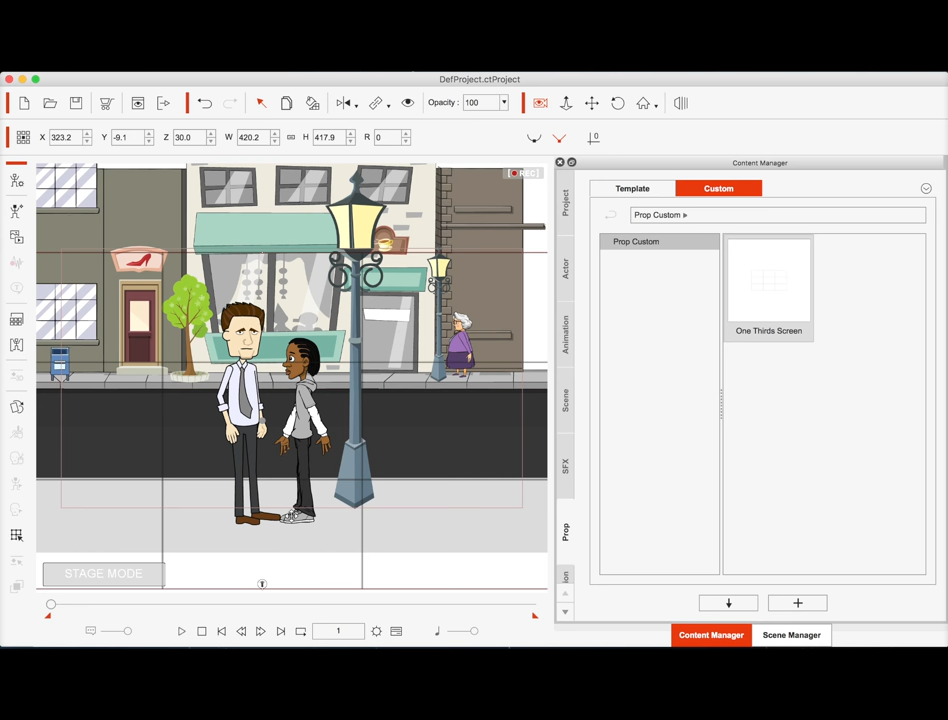 DefProject.ctProject
Opacity : 100
X 323.2 Y -9.1 Z 30.0 W 420.2 H 417.9 R 0
0
Content Manager
REC
Template Custom
Prop Custom
Prop Custom
One Thirds Screen
Project
Actor
Animation
Scene
SFX
Prop
STAGE MODE
1
Content Manager Scene Manager